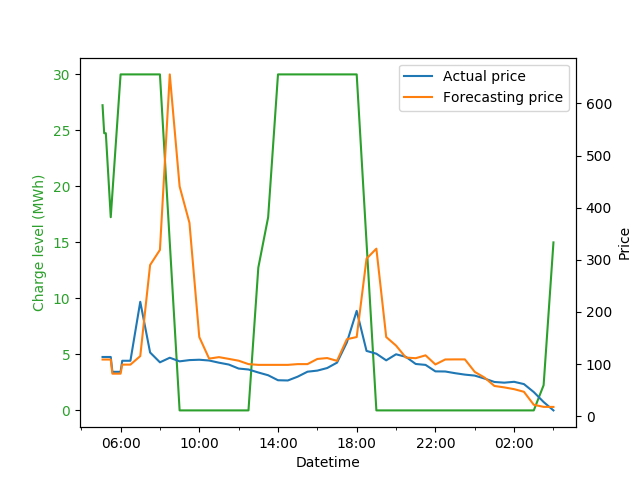 Actual price
Forecasting price
30
25
20
15
10
5
0
Charge level (MWh)
600
500
400
300
200
100
0
Price
06:00 10:00 14:00 18:00 22:00 02:00
Datetime